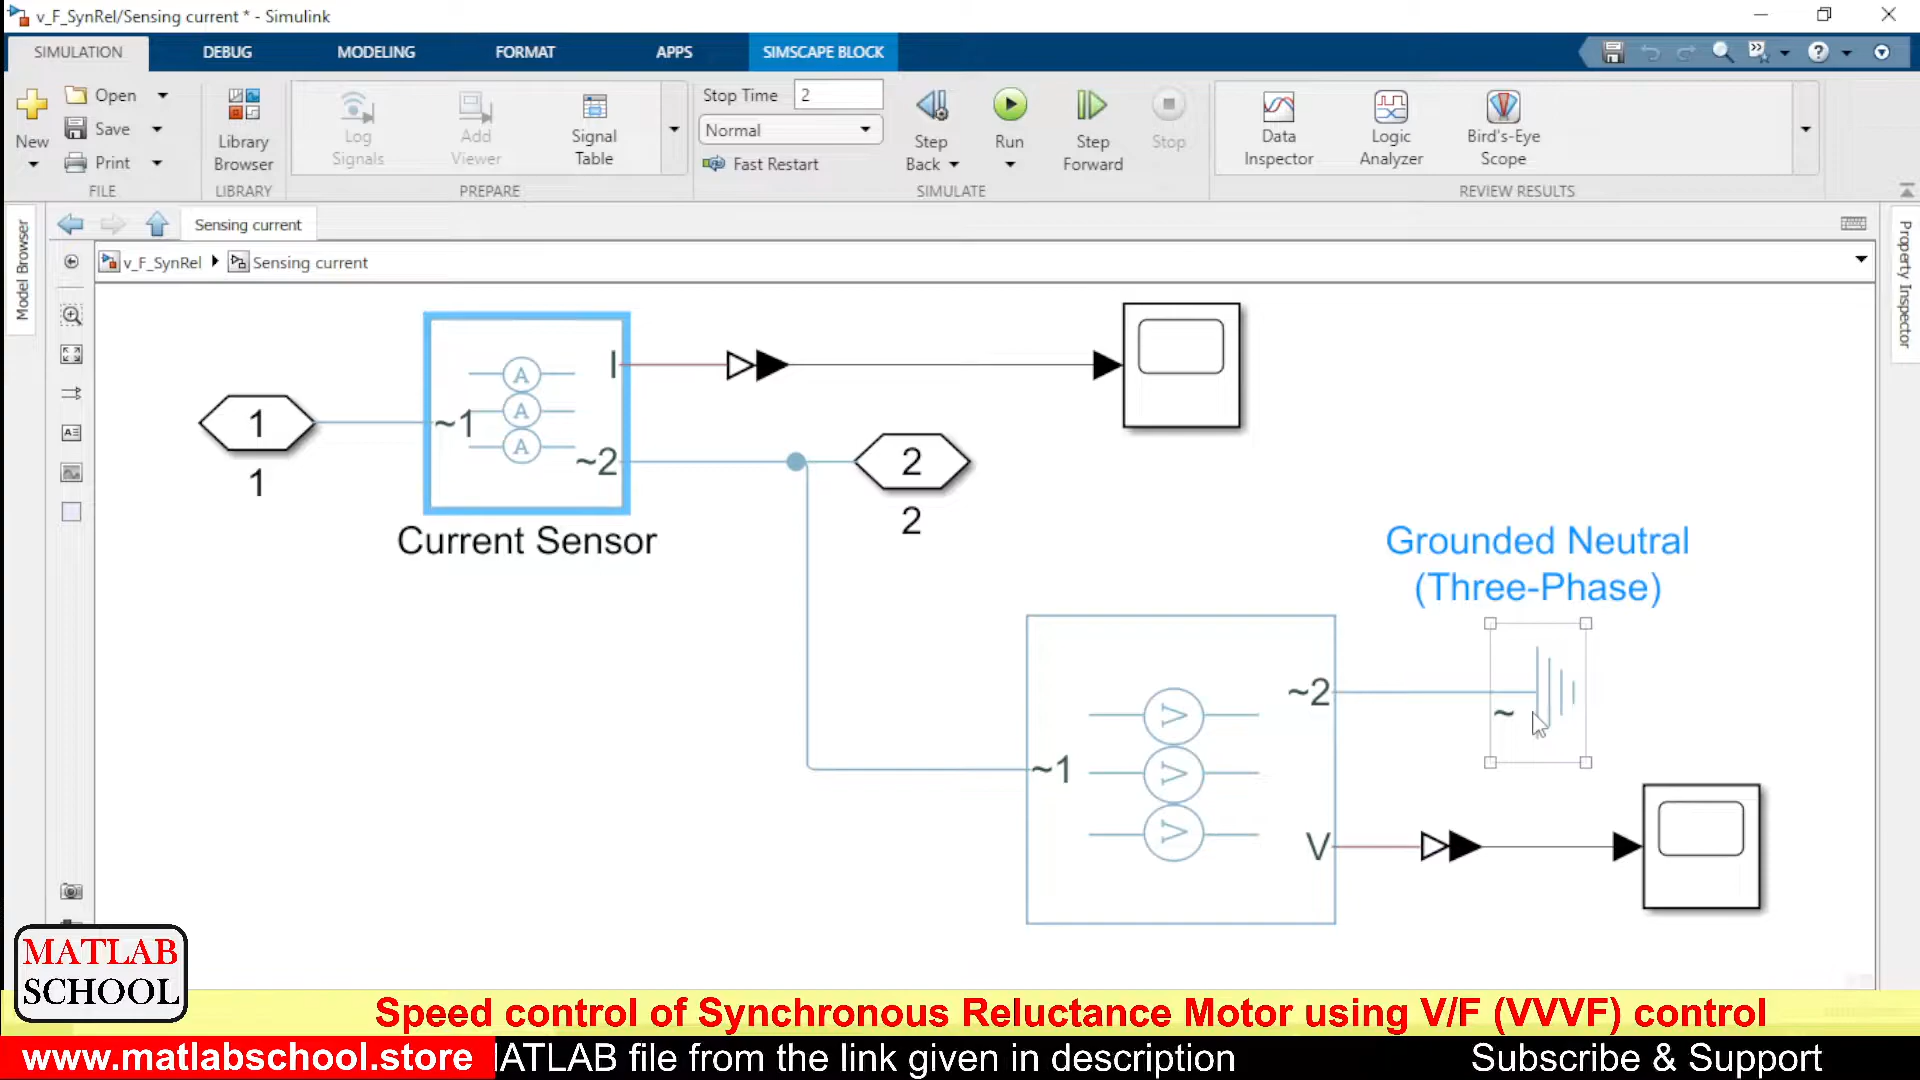 v_F_SynRel/Sensing current * - Simulink
SIMULATION DEBUG MODELING FORMAT APPS SIMSCAPE BLOCK
New
Open
Save
Print
FILE
Library
Browser
LIBRARY
Log
Signals
Add
Viewer
Signal
Table
PREPARE
Stop Time 2
Normal
Fast Restart
Step
Back
Run
Step
Forward
Stop
SIMULATE
Data
Inspector
Logic
Analyzer
Bird's-Eye
Scope
REVIEW RESULTS
Model Browser
Property Inspector
Sensing current
v_F_SynRel Sensing current
1
1
~1
A
A
A
I
~2
Current Sensor
2
2
Grounded Neutral
(Three-Phase)
~
~1
V
V
V
~2
V
MATLAB
SCHOOL
Speed control of Synchronous Reluctance Motor using V/F (VVVF) control
www.matlabschool.store
MATLAB file from the link given in description
Subscribe & Support